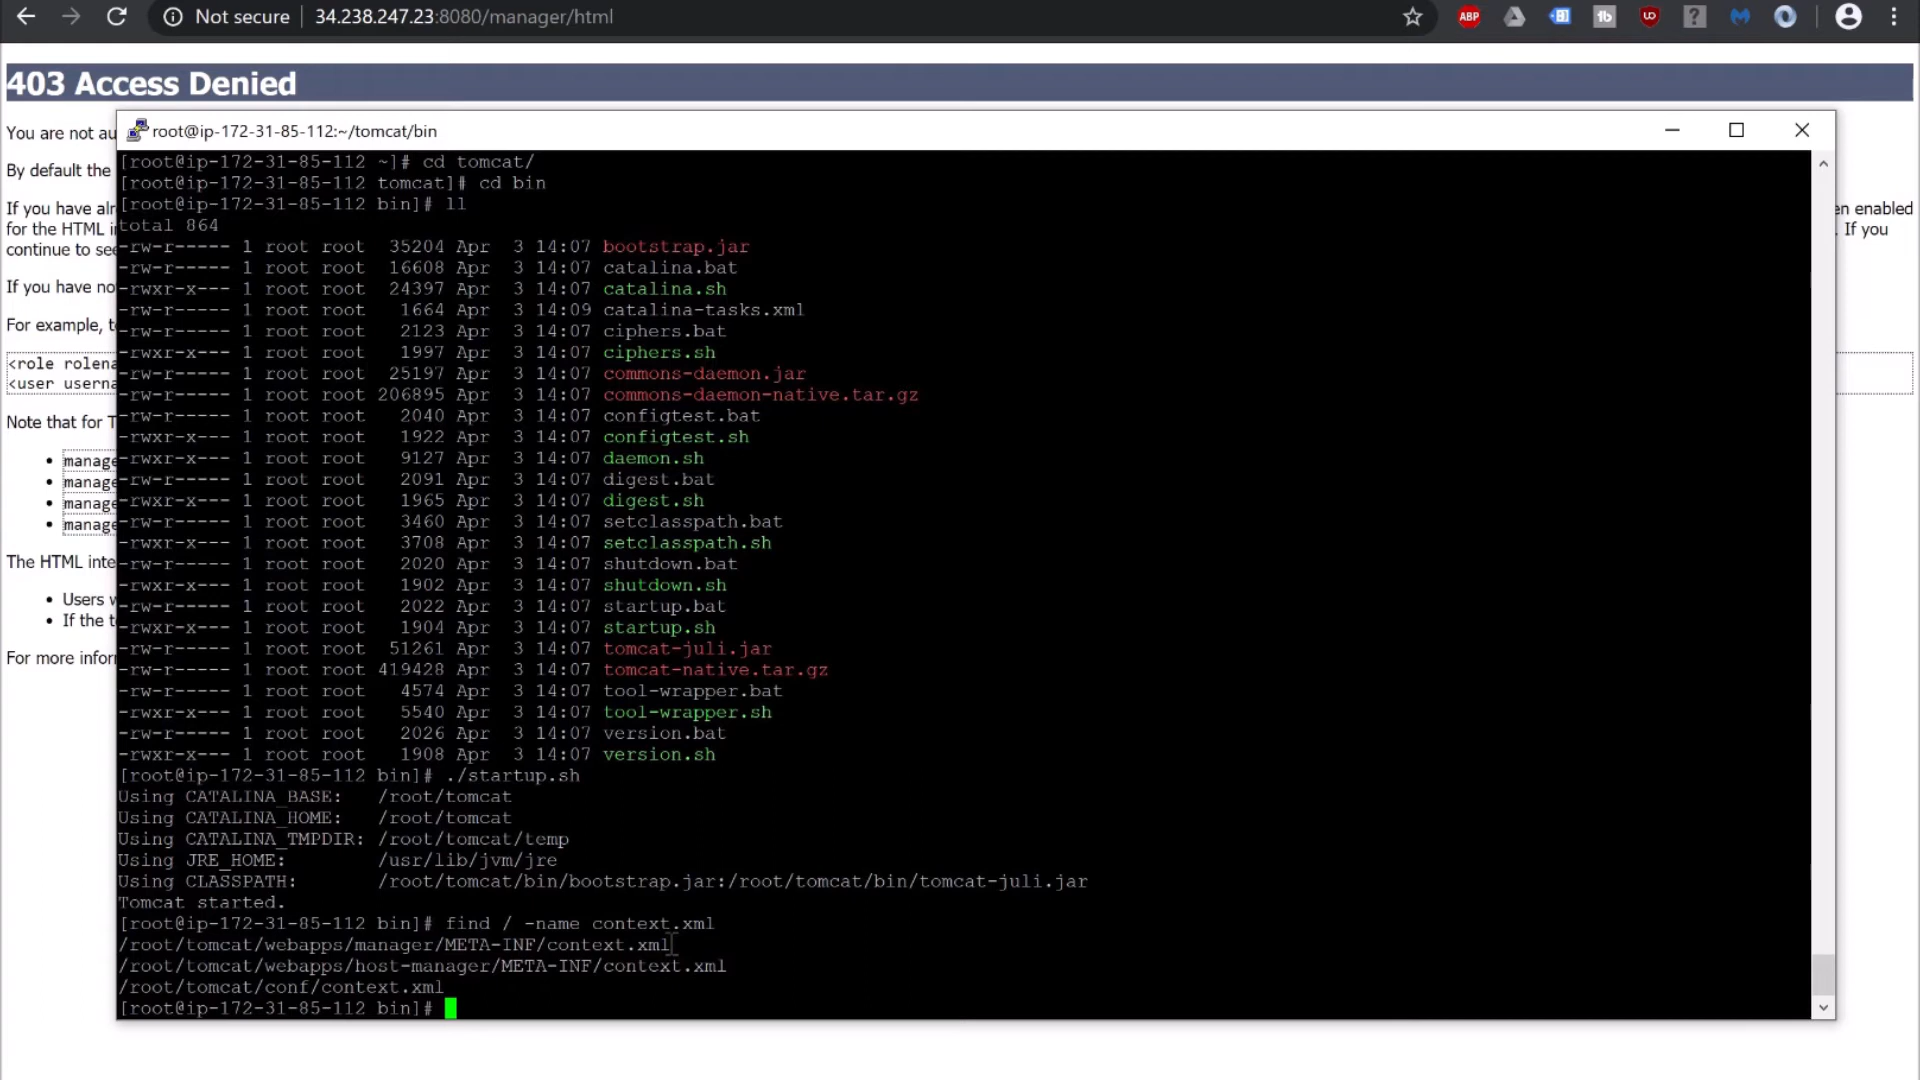 Not secure 34.238.247.23:8080/manager/html
ABP
403 Access Denied
You are not au
By default the
If you have alr
en enabled
for the HTML i
. If you
continue to see
If you have no
For example, t
<role rolena
<user userna
Note that for T
manage
manage
manage
manage
The HTML inte
Users w
If the t
For more infor
root@ip-172-31-85-112:~/tomcat/bin
[root@ip-172-31-85-112 ~]# cd tomcat/
[root@ip-172-31-85-112 tomcat]# cd bin
[root@ip-172-31-85-112 bin]# ll
total 864
-rw-r----- 1 root root  35204 Apr  3 14:07 bootstrap.jar
-rw-r----- 1 root root  16608 Apr  3 14:07 catalina.bat
-rwxr-x--- 1 root root  24397 Apr  3 14:07 catalina.sh
-rw-r----- 1 root root   1664 Apr  3 14:09 catalina-tasks.xml
-rw-r----- 1 root root   2123 Apr  3 14:07 ciphers.bat
-rwxr-x--- 1 root root   1997 Apr  3 14:07 ciphers.sh
-rw-r----- 1 root root  25197 Apr  3 14:07 commons-daemon.jar
-rw-r----- 1 root root 206895 Apr  3 14:07 commons-daemon-native.tar.gz
-rw-r----- 1 root root   2040 Apr  3 14:07 configtest.bat
-rwxr-x--- 1 root root   1922 Apr  3 14:07 configtest.sh
-rwxr-x--- 1 root root   9127 Apr  3 14:07 daemon.sh
-rw-r----- 1 root root   2091 Apr  3 14:07 digest.bat
-rwxr-x--- 1 root root   1965 Apr  3 14:07 digest.sh
-rw-r----- 1 root root   3460 Apr  3 14:07 setclasspath.bat
-rwxr-x--- 1 root root   3708 Apr  3 14:07 setclasspath.sh
-rw-r----- 1 root root   2020 Apr  3 14:07 shutdown.bat
-rwxr-x--- 1 root root   1902 Apr  3 14:07 shutdown.sh
-rw-r----- 1 root root   2022 Apr  3 14:07 startup.bat
-rwxr-x--- 1 root root   1904 Apr  3 14:07 startup.sh
-rw-r----- 1 root root  51261 Apr  3 14:07 tomcat-juli.jar
-rw-r----- 1 root root 419428 Apr  3 14:07 tomcat-native.tar.gz
-rw-r----- 1 root root   4574 Apr  3 14:07 tool-wrapper.bat
-rwxr-x--- 1 root root   5540 Apr  3 14:07 tool-wrapper.sh
-rw-r----- 1 root root   2026 Apr  3 14:07 version.bat
-rwxr-x--- 1 root root   1908 Apr  3 14:07 version.sh
[root@ip-172-31-85-112 bin]# ./startup.sh
Using CATALINA_BASE:   /root/tomcat
Using CATALINA_HOME:   /root/tomcat
Using CATALINA_TMPDIR: /root/tomcat/temp
Using JRE_HOME:        /usr/lib/jvm/jre
Using CLASSPATH:       /root/tomcat/bin/bootstrap.jar:/root/tomcat/bin/tomcat-juli.jar
Tomcat started.
[root@ip-172-31-85-112 bin]# find / -name context.xml
/root/tomcat/webapps/manager/META-INF/context.xml
/root/tomcat/webapps/host-manager/META-INF/context.xml
/root/tomcat/conf/context.xml
[root@ip-172-31-85-112 bin]#